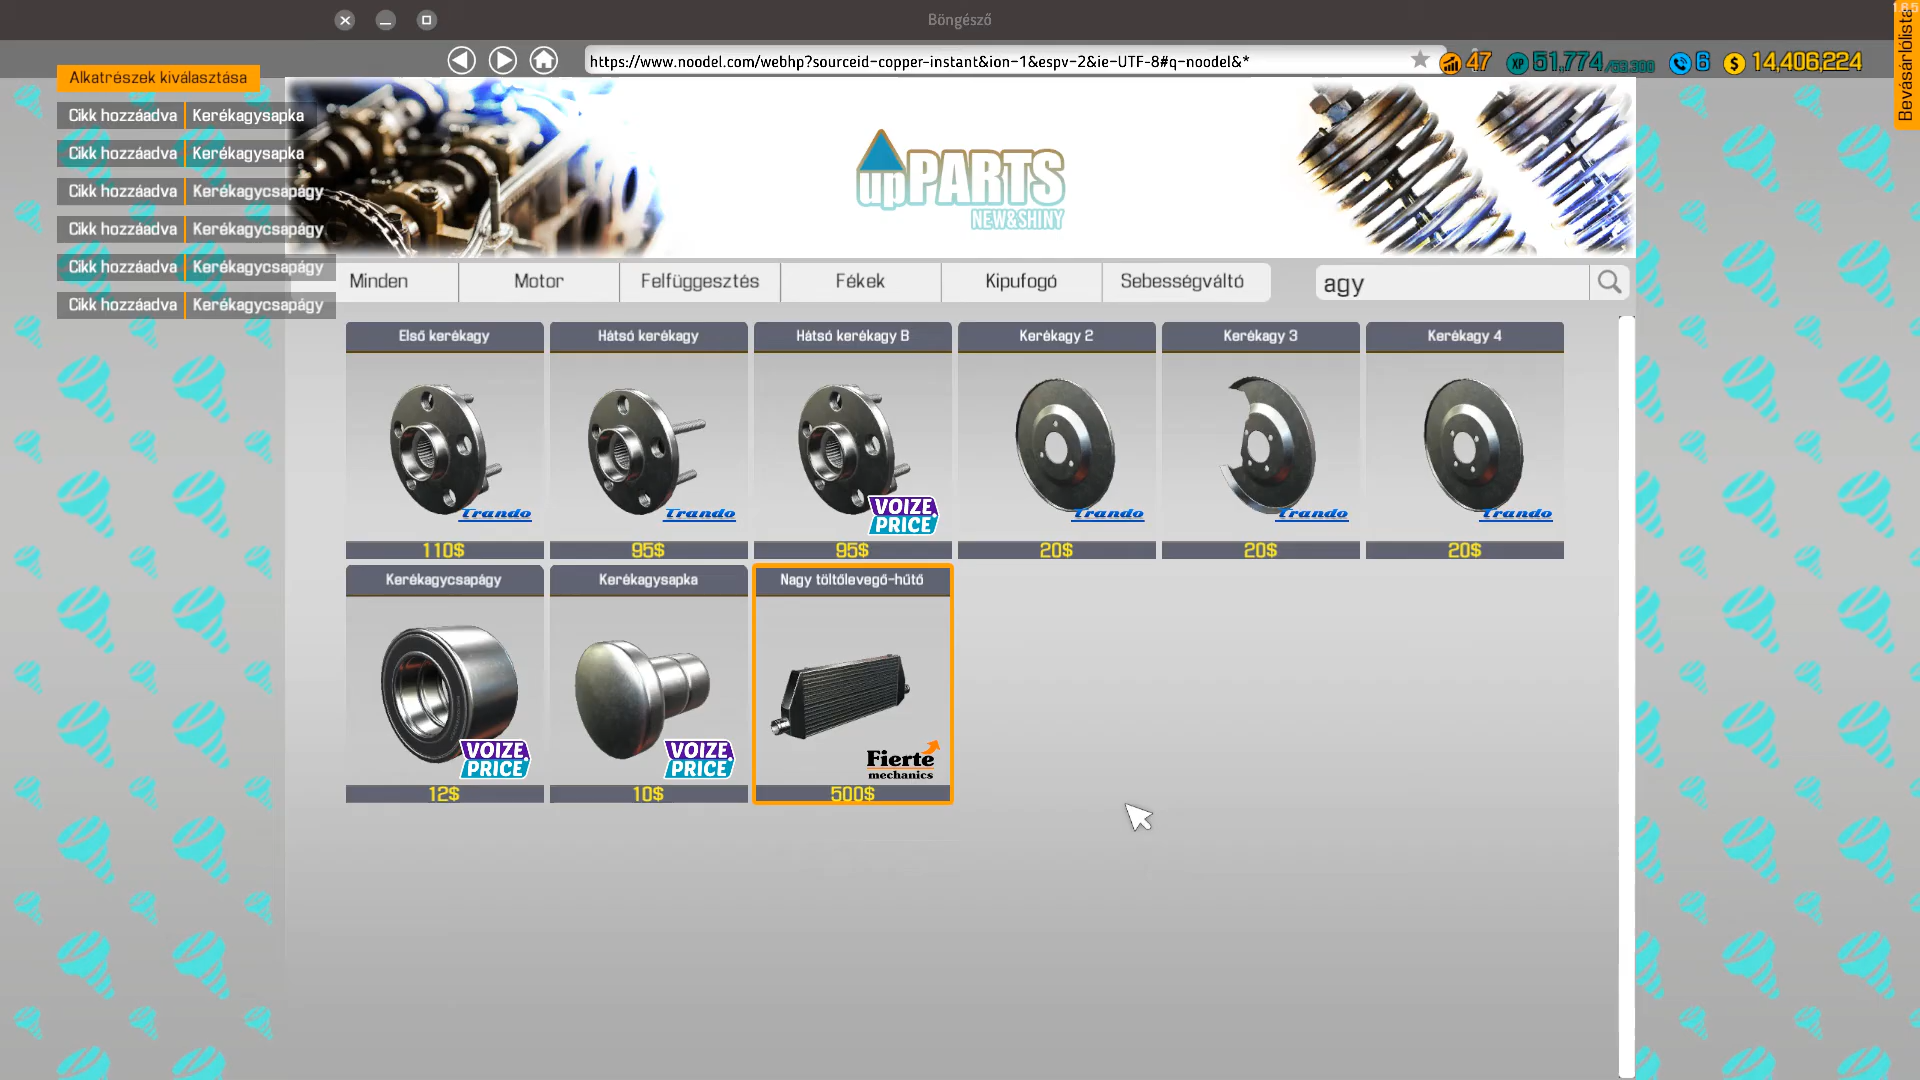 Böngésző
185
https://www.noodel.com/webhp?sourceid-copper-instant&ion-1&espv-2&ie-UTF-8#q-noodel&*
47
XP 51,774/53,300
6
$ 14,406,224
Bevásárlólista
Alkatrészek kiválasztása
Cikk hozzáadva Kerékagysapka
Cikk hozzáadva Kerékagysapka
Cikk hozzáadva Kerékagycsapágy
Cikk hozzáadva Kerékagycsapágy
Cikk hozzáadva Kerékagycsapágy
Cikk hozzáadva Kerékagycsapágy
upPARTS
NEW&SHINY
Minden Motor Felfüggesztés Fékek Kipufogó Sebességváltó agy
Első kerékagy Hátsó kerékagy Hátsó kerékagy B Kerékagy 2 Kerékagy 3 Kerékagy 4
Trando Trando VOIZE PRICE Trando Trando Trando
110$ 95$ 95$ 20$ 20$ 20$
Kerékagycsapágy Kerékagysapka Nagy töltőlevegő-hűtő
VOIZE PRICE VOIZE PRICE Fierte mechanics
12$ 10$ 500$